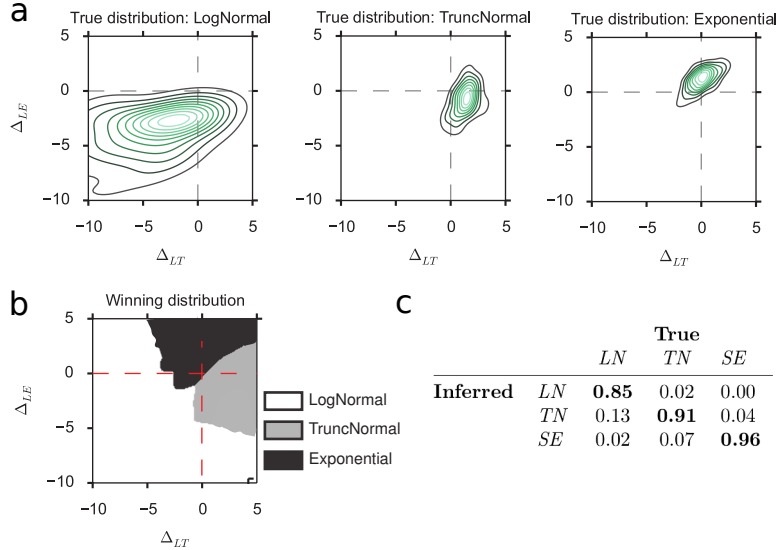 a
True distribution: LogNormal True distribution: TruncNormal True distribution: Exponential
5 5 5
0 0 0
Δ_LE −5 −5 −5
−10 −10 −10
−10 −5 0 5 −10 −5 0 5 −10 −5 0 5
Δ_LT Δ_LT Δ_LT
b
Winning distribution
5
0
Δ_LE
−5
−10
−10 −5 0 5
Δ_LT
LogNormal
TruncNormal
Exponential
c
True
LN TN SE
Inferred LN 0.85 0.02 0.00
TN 0.13 0.91 0.04
SE 0.02 0.07 0.96